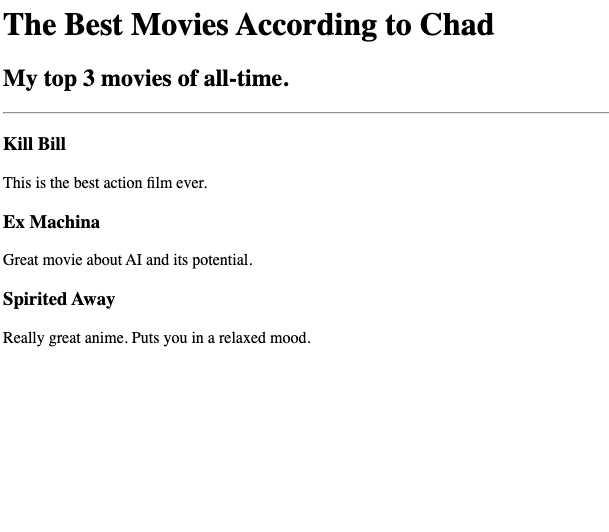 The Best Movies According to Chad
My top 3 movies of all-time.
Kill Bill
This is the best action film ever.
Ex Machina
Great movie about AI and its potential.
Spirited Away
Really great anime. Puts you in a relaxed mood.